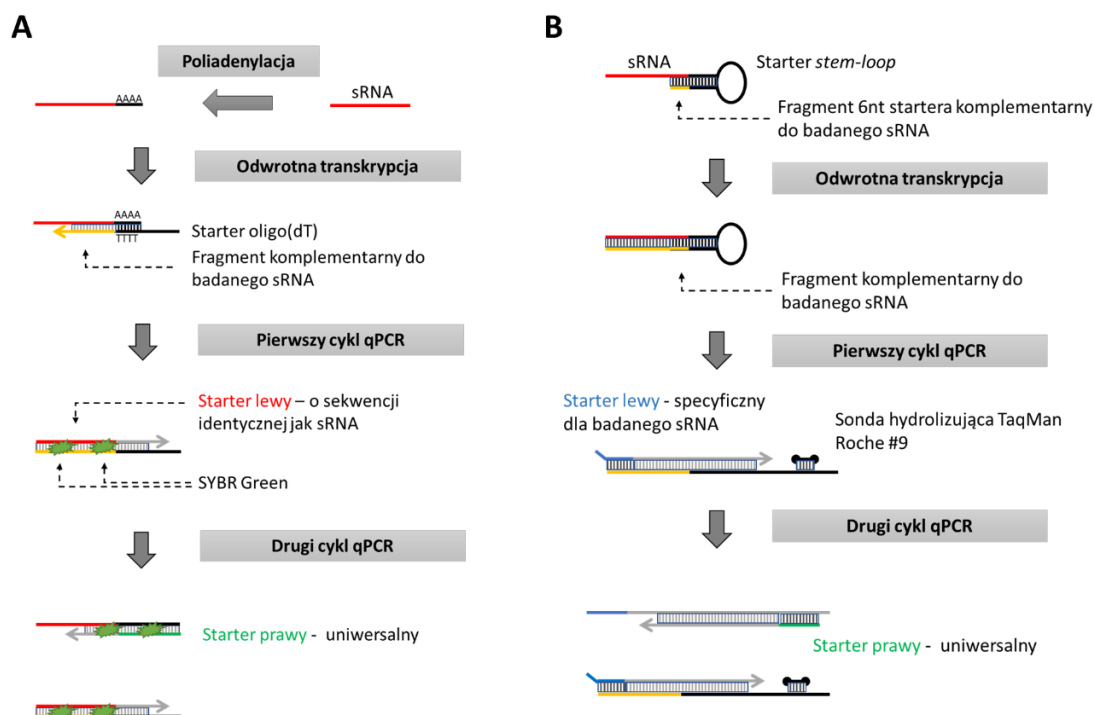 A
Poliadenylacja
AAAA
sRNA
Odwrotna transkrypcja
AAAA
TTTT
Starter oligo(dT)
Fragment komplementarny do
badanego sRNA
Pierwszy cykl qPCR
Starter lewy – o sekwencji
identycznej jak sRNA
SYBR Green
Drugi cykl qPCR
Starter prawy - uniwersalny
B
sRNA
Starter stem-loop
Fragment 6nt startera komplementarny
do badanego sRNA
Odwrotna transkrypcja
Fragment komplementarny do
badanego sRNA
Pierwszy cykl qPCR
Starter lewy - specyficzny
dla badanego sRNA
Sonda hydrolizująca TaqMan
Roche #9
Drugi cykl qPCR
Starter prawy - uniwersalny